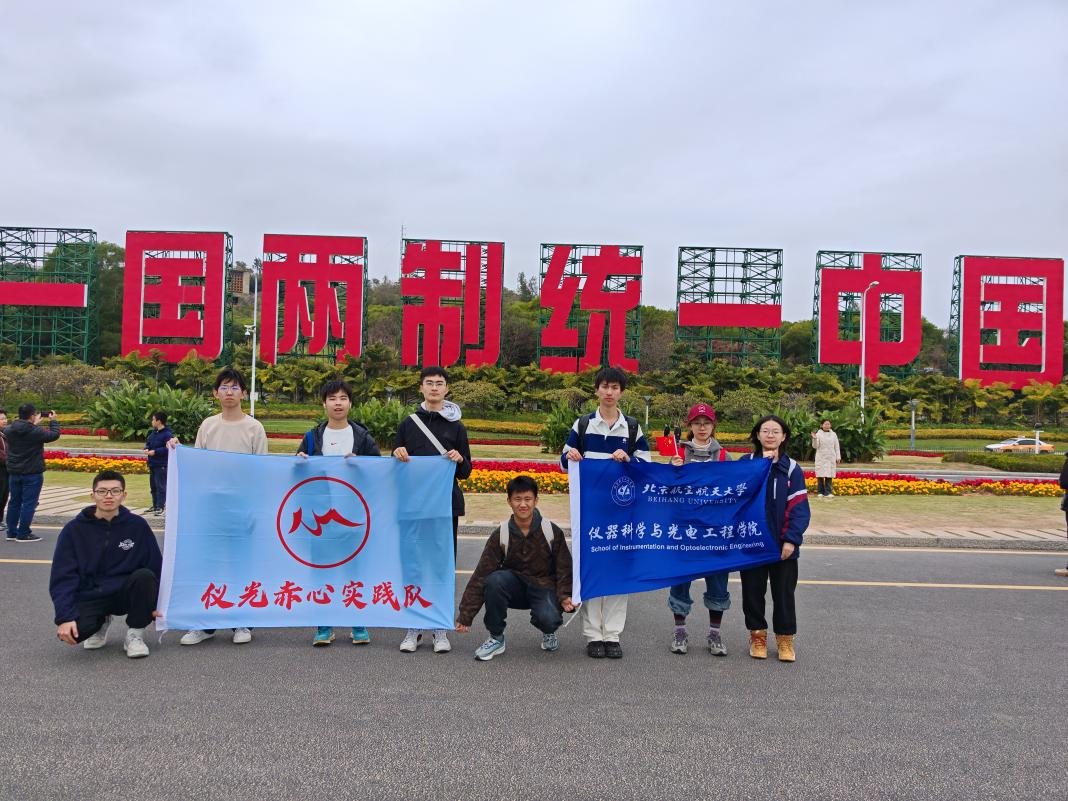 一国两制统一中国
仪光赤心实践队
北京航空航天大学
BEIHANG UNIVERSITY
仪器科学与光电工程学院
School of Instrumentation and Optoelectronic Engineering